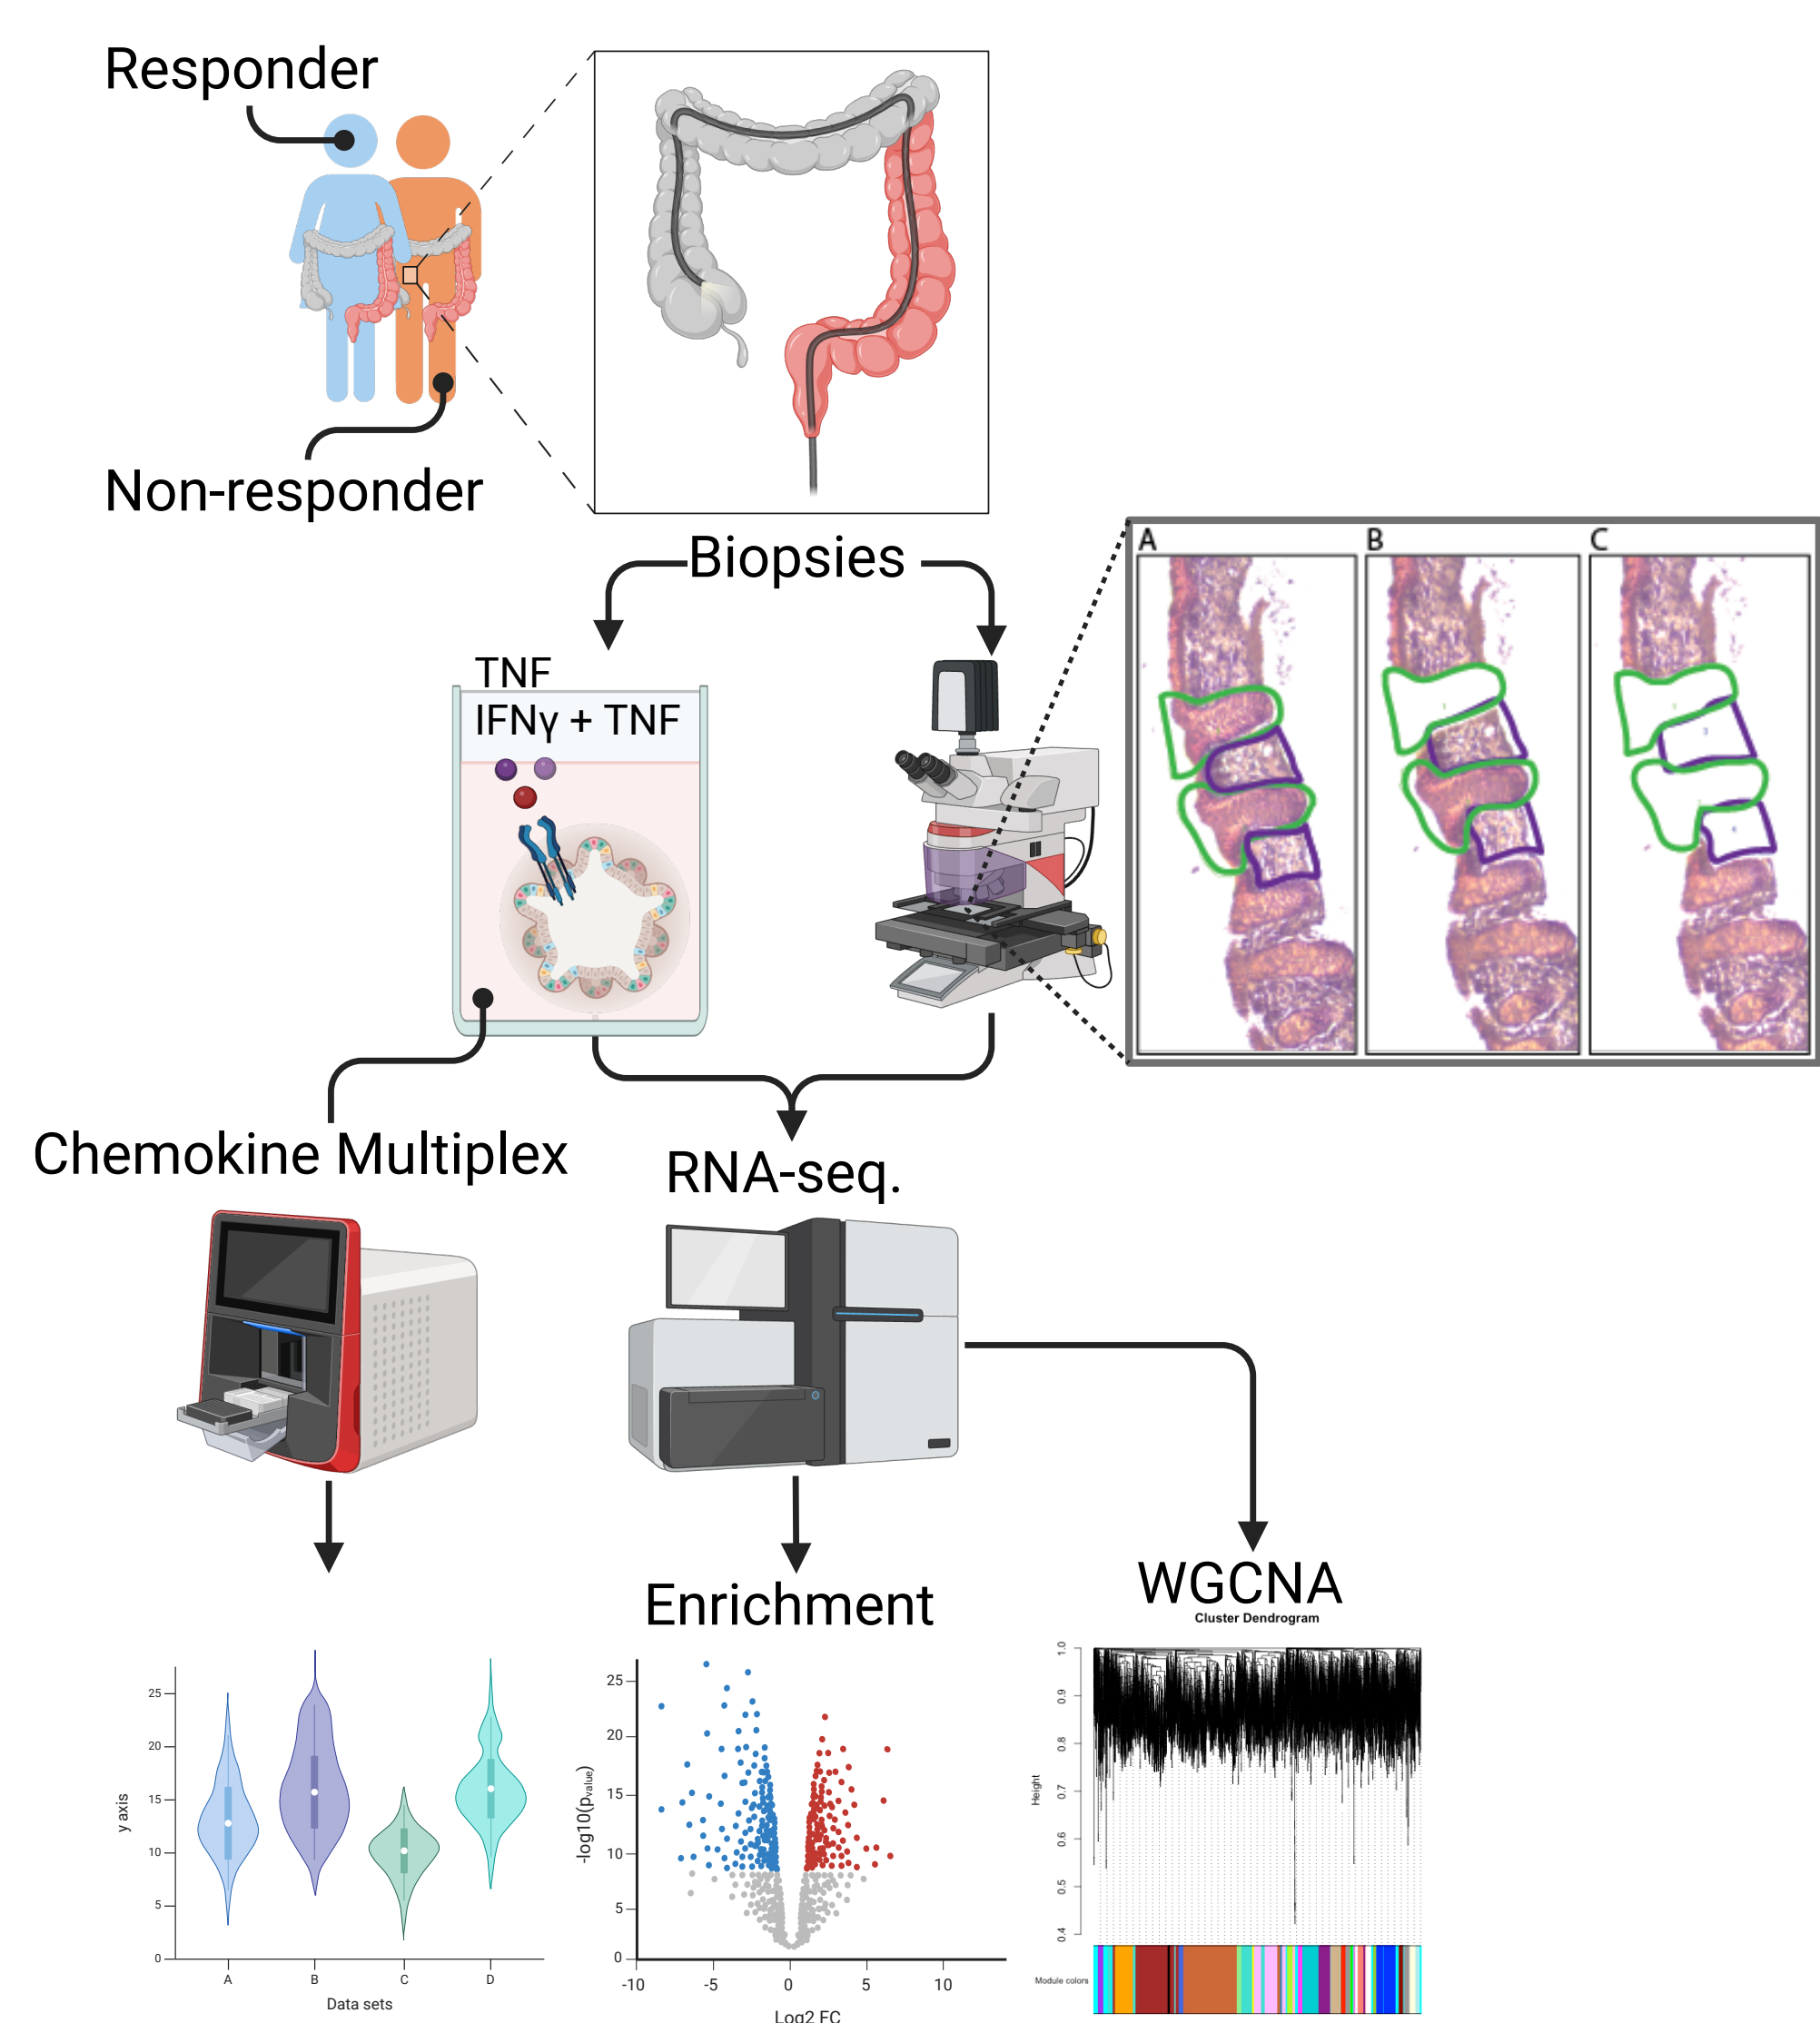 Responder
Non-responder
Biopsies
A
B
C
TNF
IFNγ + TNF
Chemokine Multiplex
RNA-seq.
Enrichment
WGCNA
Cluster Dendrogram
25
20
15
10
5
0
y axis
A
B
C
D
Data sets
25
20
15
10
5
0
-log10(pvalue)
-10
-5
0
5
10
Log2 FC
1.0
0.9
0.8
0.7
0.6
0.5
0.4
Height
Module colors